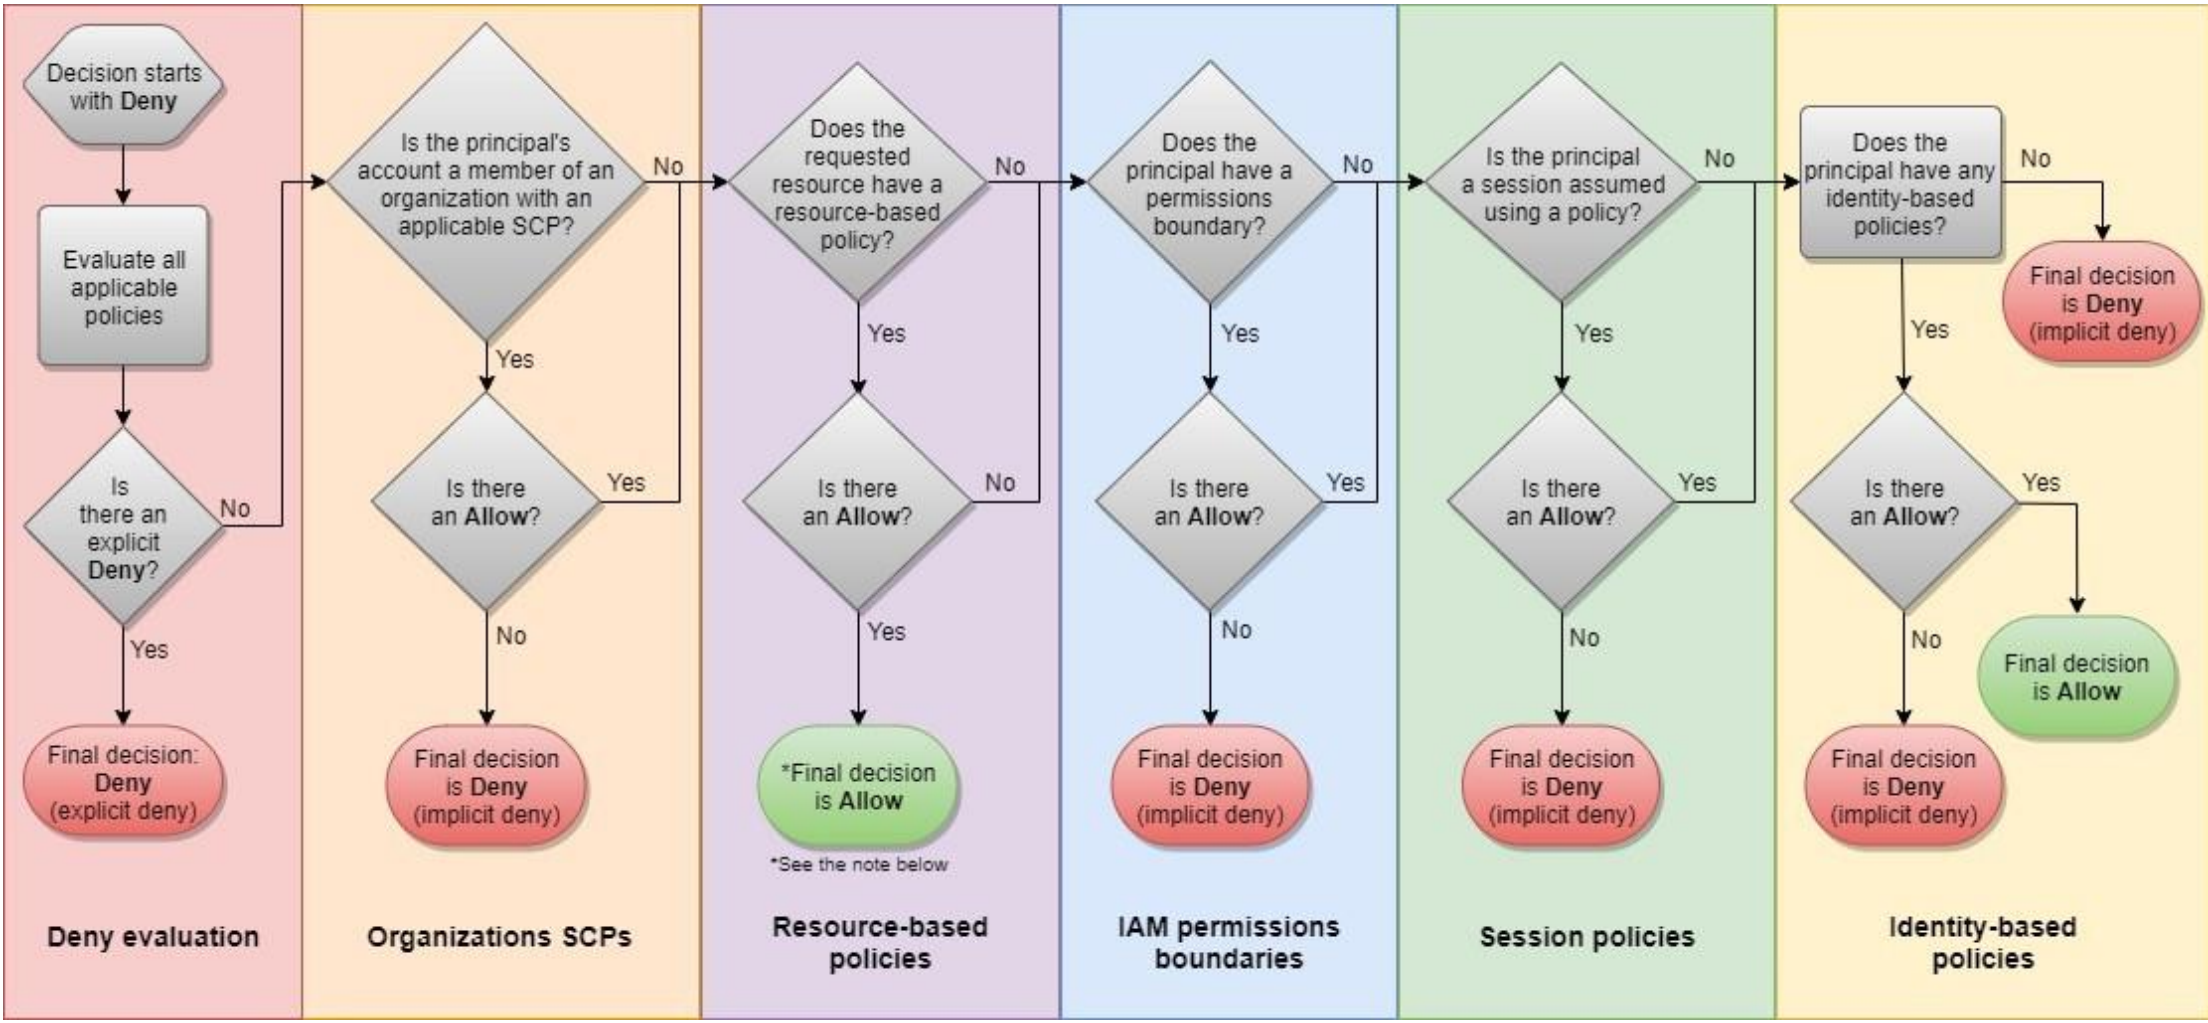 Decision starts
with Deny
Evaluate all
applicable
policies
Is
there an
explicit
Deny?
No
Yes
Final decision:
Deny
(explicit deny)
Deny evaluation
Is the principal's
account a member of an
organization with an
applicable SCP?
No
Yes
Is there
an Allow?
Yes
No
Final decision
is Deny
(implicit deny)
Organizations SCPs
Does the
requested
resource have a
resource-based
policy?
No
Yes
Is there
an Allow?
No
Yes
*Final decision
is Allow
*See the note below
Resource-based
policies
Does the
principal have a
permissions
boundary?
No
Yes
Is there
an Allow?
Yes
No
Final decision
is Deny
(implicit deny)
IAM permissions
boundaries
Is the principal
a session assumed
using a policy?
No
Yes
Is there
an Allow?
Yes
No
Final decision
is Deny
(implicit deny)
Session policies
Does the
principal have any
identity-based
policies?
No
Final decision
is Deny
(implicit deny)
Yes
Is there
an Allow?
Yes
Final decision
is Allow
No
Final decision
is Deny
(implicit deny)
Identity-based
policies